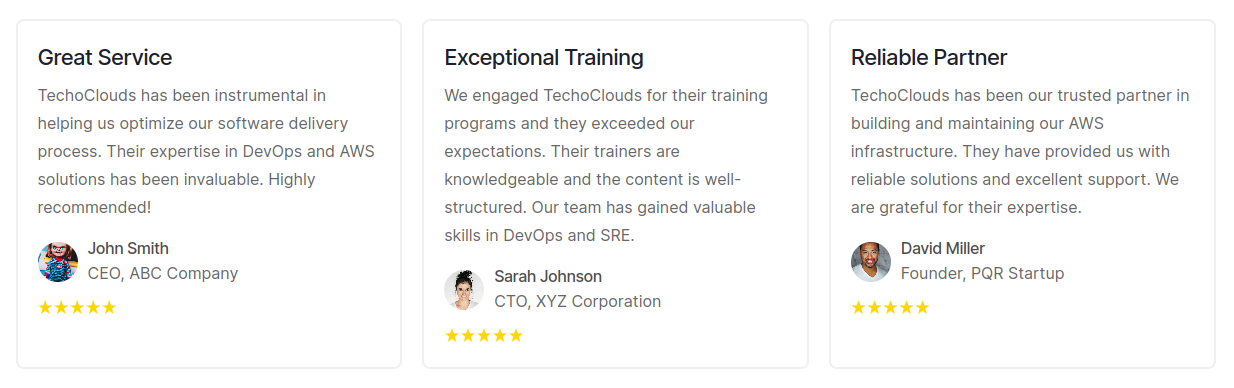 Great Service
TechoClouds has been instrumental in
helping us optimize our software delivery
process. Their expertise in DevOps and AWS
solutions has been invaluable. Highly
recommended!
John Smith
CEO, ABC Company
★★★★★
Exceptional Training
We engaged TechoClouds for their training
programs and they exceeded our
expectations. Their trainers are
knowledgeable and the content is well-
structured. Our team has gained valuable
skills in DevOps and SRE.
Sarah Johnson
CTO, XYZ Corporation
★★★★★
Reliable Partner
TechoClouds has been our trusted partner in
building and maintaining our AWS
infrastructure. They have provided us with
reliable solutions and excellent support. We
are grateful for their expertise.
David Miller
Founder, PQR Startup
★★★★★